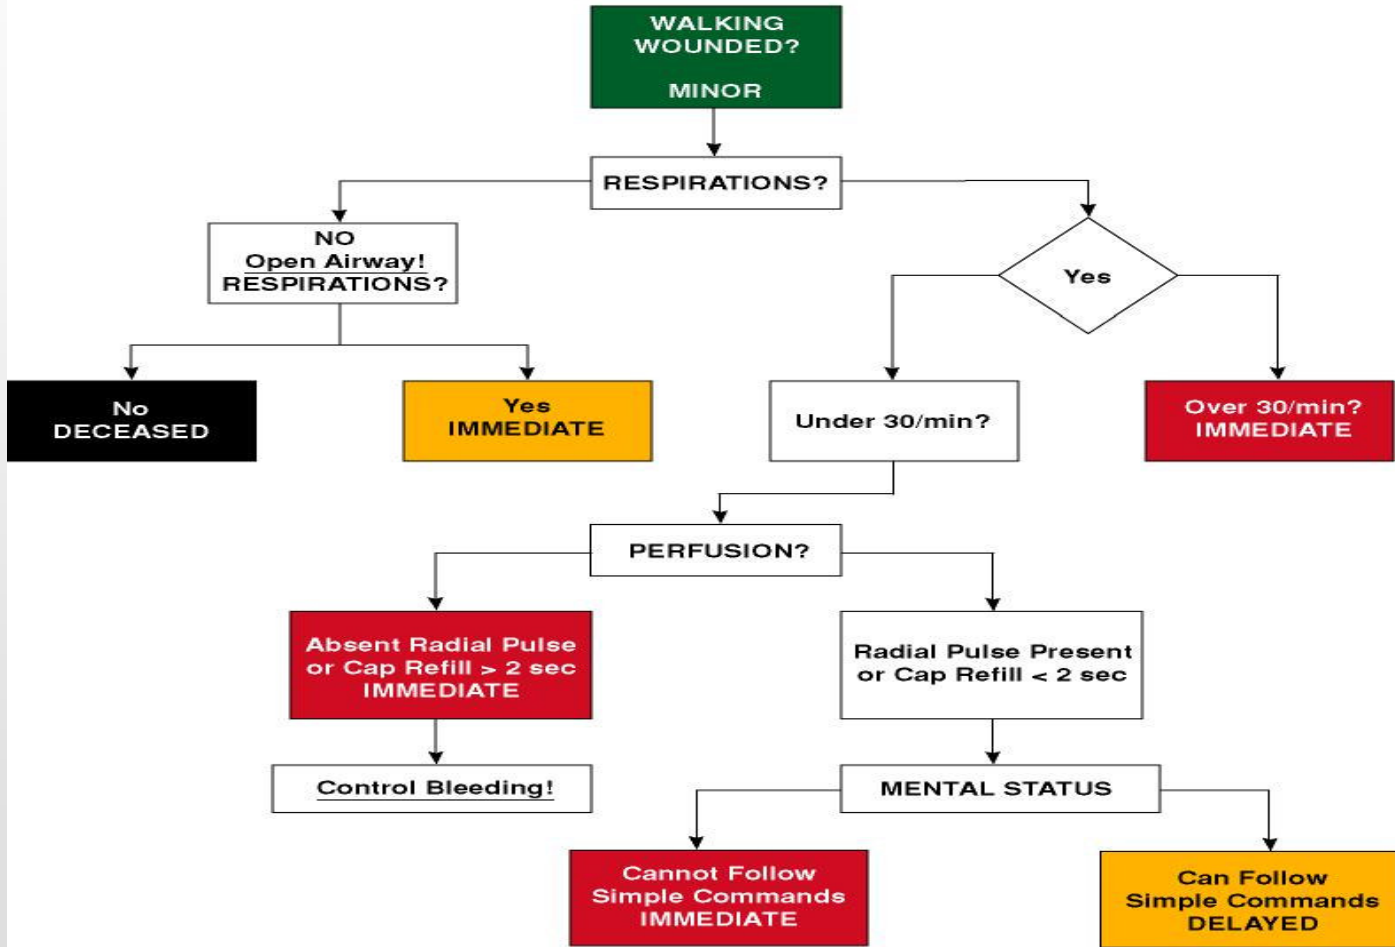 WALKING
WOUNDED?
MINOR
RESPIRATIONS?
NO
Open Airway!
RESPIRATIONS?
Yes
No
DECEASED
Yes
IMMEDIATE
Under 30/min?
Over 30/min?
IMMEDIATE
PERFUSION?
Absent Radial Pulse
or Cap Refill > 2 sec
IMMEDIATE
Radial Pulse Present
or Cap Refill < 2 sec
Control Bleeding!
MENTAL STATUS
Cannot Follow
Simple Commands
IMMEDIATE
Can Follow
Simple Commands
DELAYED